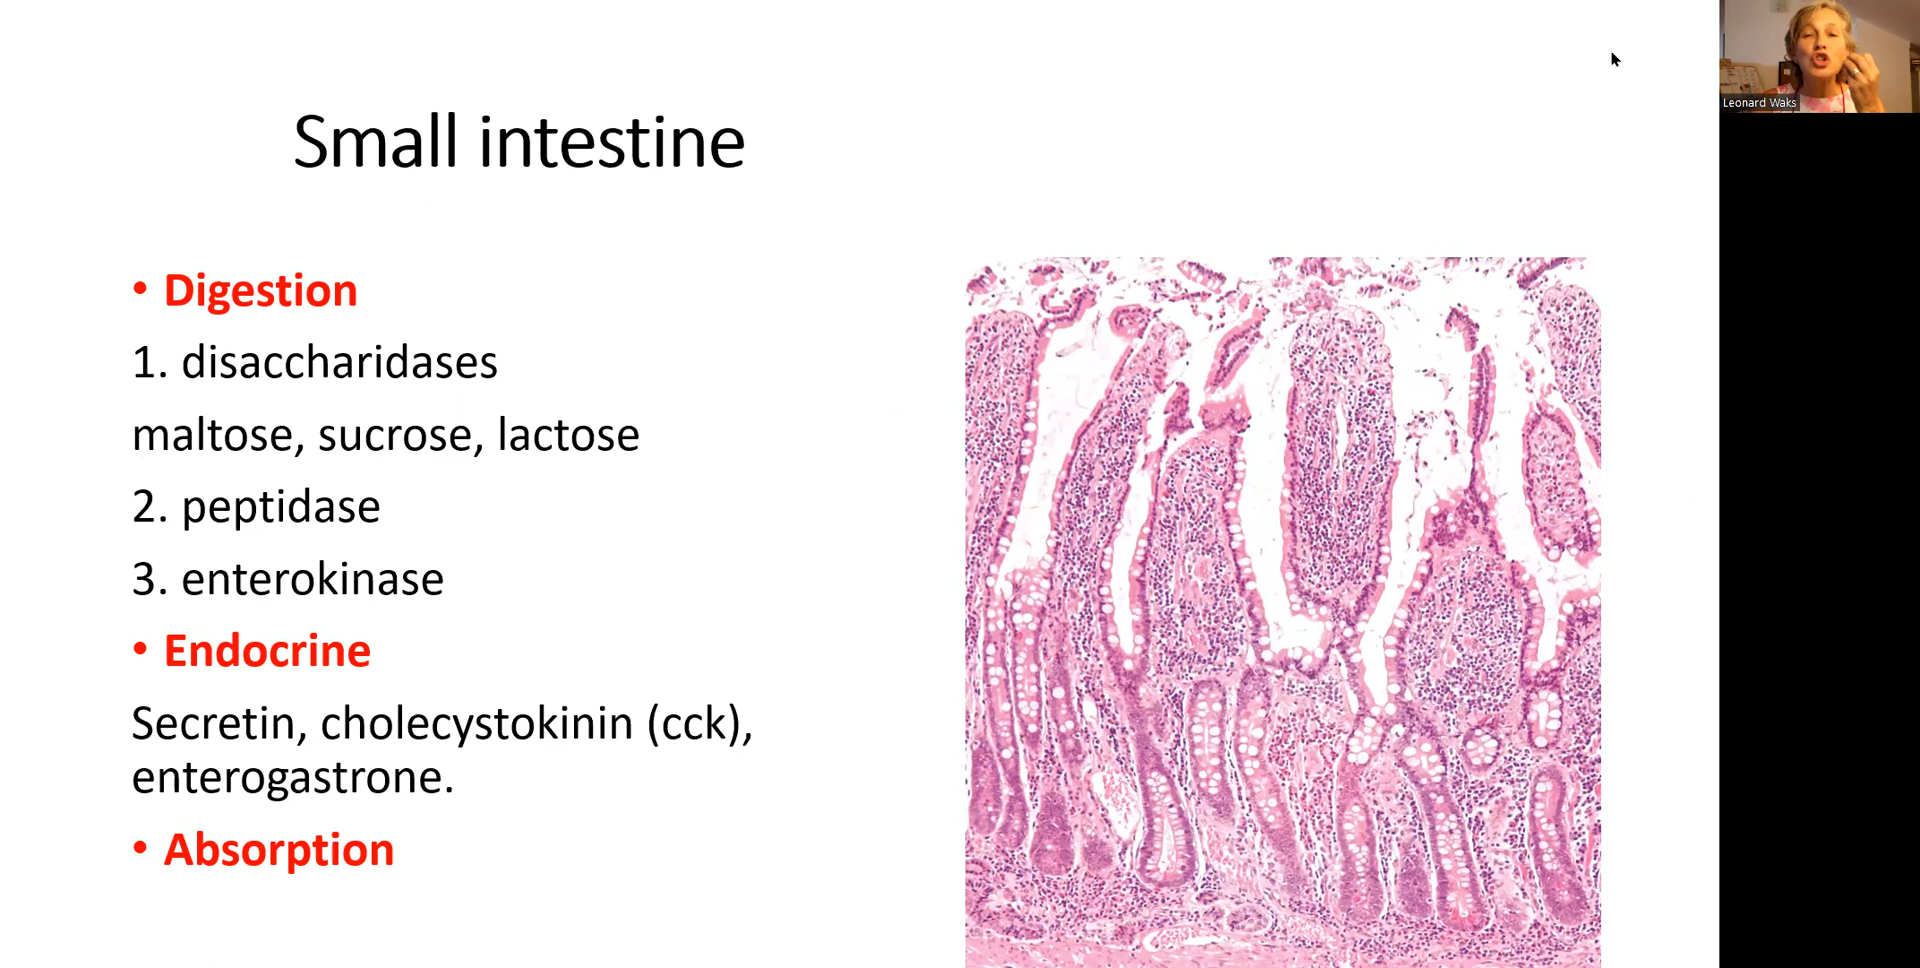 Small intestine
• Digestion
1. disaccharidases
maltose, sucrose, lactose
2. peptidase
3. enterokinase
• Endocrine
Secretin, cholecystokinin (cck),
enterogastrone.
• Absorption
Leonard Waks